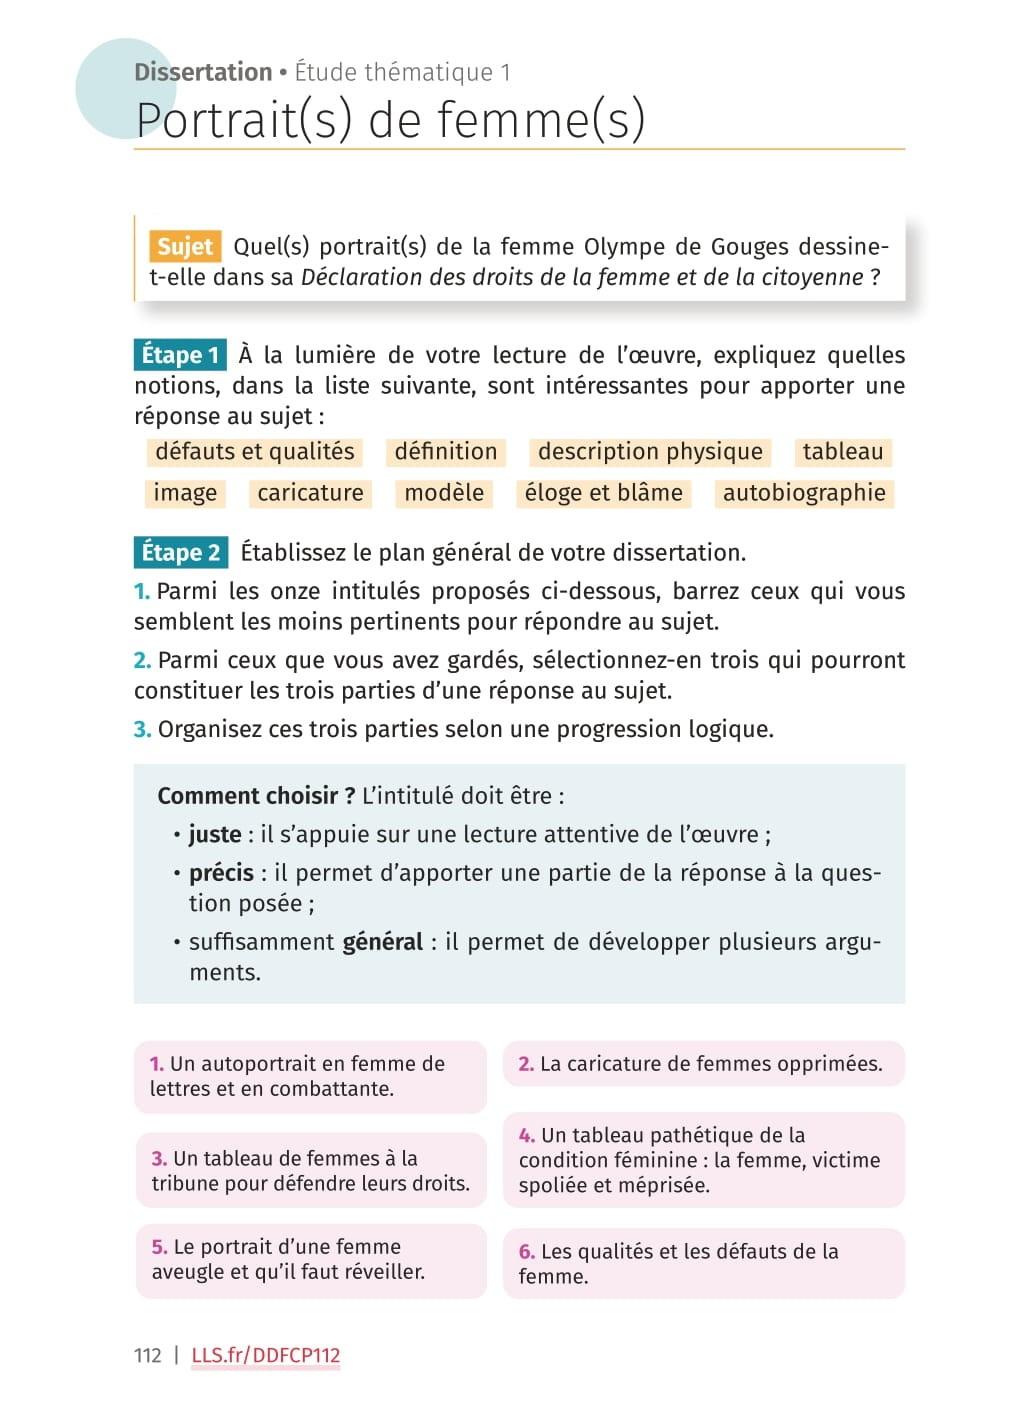 Dissertation • Étude thématique 1
Portrait(s) de femme(s)
Sujet Quel(s) portrait(s) de la femme Olympe de Gouges dessine-
t-elle dans sa Déclaration des droits de la femme et de la citoyenne ?
Étape 1 À la lumière de votre lecture de l'œuvre, expliquez quelles
notions, dans la liste suivante, sont intéressantes pour apporter une
réponse au sujet :
défauts et qualités définition description physique tableau
image caricature modèle éloge et blâme autobiographie
Étape 2 Établissez le plan général de votre dissertation.
1. Parmi les onze intitulés proposés ci-dessous, barrez ceux qui vous
semblent les moins pertinents pour répondre au sujet.
2. Parmi ceux que vous avez gardés, sélectionnez-en trois qui pourront
constituer les trois parties d'une réponse au sujet.
3. Organisez ces trois parties selon une progression logique.
Comment choisir ? L'intitulé doit être :
• juste : il s'appuie sur une lecture attentive de l'œuvre ;
• précis : il permet d'apporter une partie de la réponse à la ques-
tion posée ;
• suffisamment général : il permet de développer plusieurs argu-
ments.
1. Un autoportrait en femme de
lettres et en combattante.
2. La caricature de femmes opprimées.
3. Un tableau de femmes à la
tribune pour défendre leurs droits.
4. Un tableau pathétique de la
condition féminine : la femme, victime
spoliée et méprisée.
5. Le portrait d'une femme
aveugle et qu'il faut réveiller.
6. Les qualités et les défauts de la
femme.
112 | LLS.fr/DDFCP112